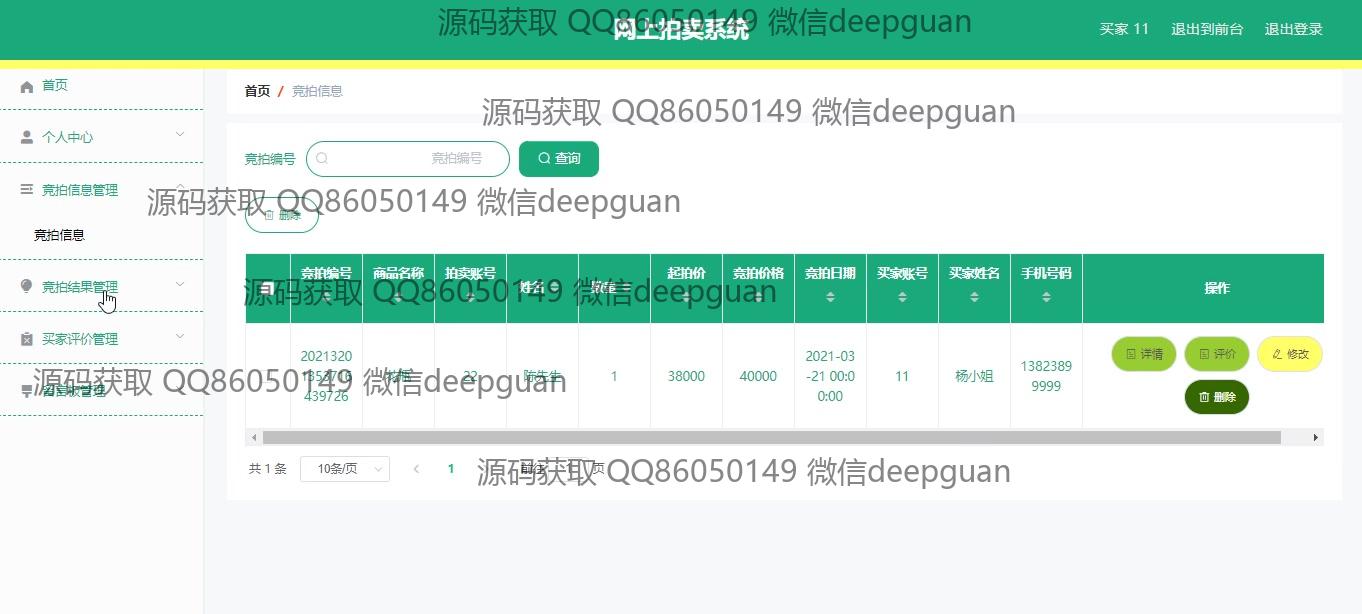 网上拍卖系统
源码获取 QQ86050149 微信deepguan
买家 11 退出到前台 退出登录
首页
个人中心
竞拍信息管理
竞拍信息
竞拍结果管理
买家评价管理
留言板管理
首页 / 竞拍信息
源码获取 QQ86050149 微信deepguan
竞拍编号 竞拍编号 查询
源码获取 QQ86050149 微信deepguan
删除
竞拍编号 商品名称 拍卖账号 姓名 数量 起拍价 竞拍价格 竞拍日期 买家账号 买家姓名 手机号码 操作
源码获取 QQ86050149 微信deepguan
2021320 2021-03 详情 评价 修改
22 陈先生 1 38000 40000 -21 00:0 11 杨小姐 1382389
439726 0:00 9999
删除
源码获取 QQ86050149 微信deepguan
共 1 条 10条/页 1 前往 1 页
源码获取 QQ86050149 微信deepguan